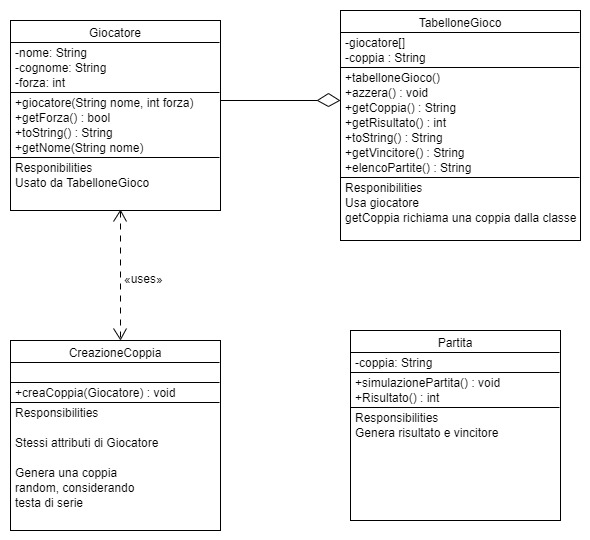 Giocatore
-nome: String
-cognome: String
-forza: int
+giocatore(String nome, int forza)
+getForza() : bool
+toString() : String
+getNome(String nome)
Responibilities
Usato da TabelloneGioco
TabelloneGioco
-giocatore[]
-coppia : String
+tabelloneGioco()
+azzera() : void
+getCoppia() : String
+getRisultato() : int
+toString() : String
+getVincitore() : String
+elencoPartite() : String
Responibilities
Usa giocatore
getCoppia richiama una coppia dalla classe
«uses»
CreazioneCoppia
+creaCoppia(Giocatore) : void
Responsibilities
Stessi attributi di Giocatore
Genera una coppia
random, considerando
testa di serie
Partita
-coppia: String
+simulazionePartita() : void
+Risultato() : int
Responsibilities
Genera risultato e vincitore